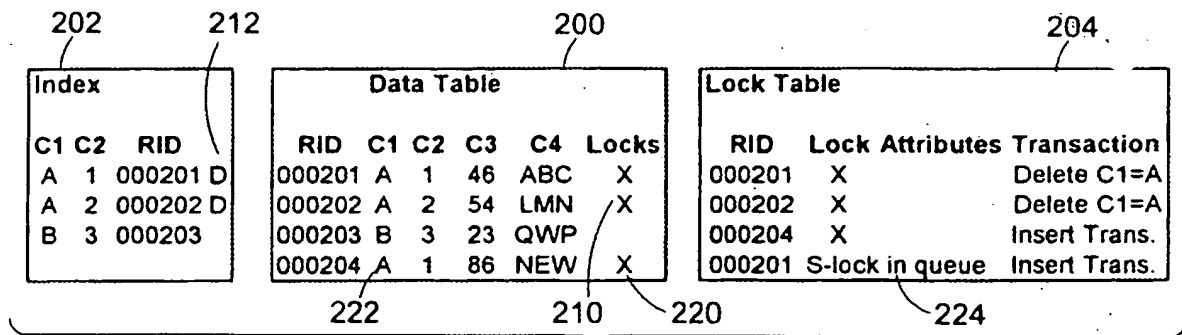 202 212 200 204
Index Data Table Lock Table
C1 C2 RID RID C1 C2 C3 C4 Locks RID Lock Attributes Transaction
A 1 000201 D 000201 A 1 46 ABC X 000201 X Delete C1=A
A 2 000202 D 000202 A 2 54 LMN X 000202 X Delete C1=A
B 3 000203 000203 B 3 23 QWP 000204 X Insert Trans.
000204 A 1 86 NEW X 000201 S-lock in queue Insert Trans.
222 210 220 224